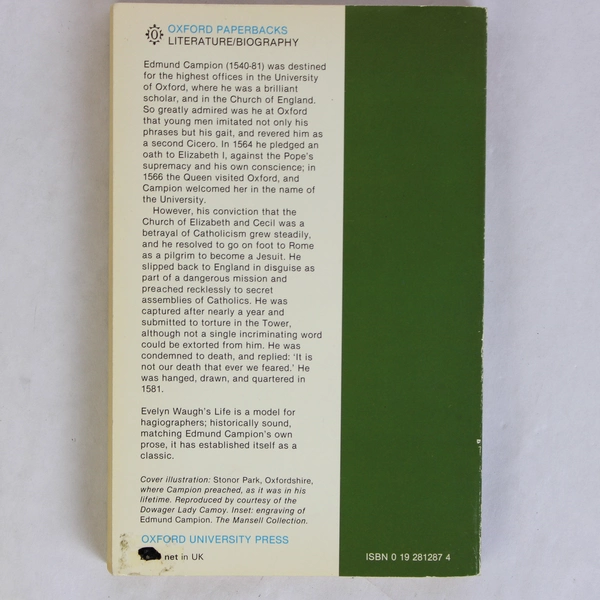 OXFORD PAPERBACKS
LITERATURE/BIOGRAPHY
Edmund Campion (1540-81) was destined
for the highest offices in the University
of Oxford, where he was a brilliant
scholar, and in the Church of England.
So greatly admired was he at Oxford
that young men imitated not only his
phrases but his gait, and revered him as
a second Cicero. In 1564 he pledged an
oath to Elizabeth I, against the Pope's
supremacy and his own conscience; in
1566 the Queen visited Oxford, and
Campion welcomed her in the name of
the University.
However, his conviction that the
Church of Elizabeth and Cecil was a
betrayal of Catholicism grew steadily,
and he resolved to go on foot to Rome
as a pilgrim to become a Jesuit. He
slipped back to England in disguise as
part of a dangerous mission and
preached recklessly to secret
assemblies of Catholics. He was
captured after nearly a year and
submitted to torture in the Tower,
although not a single incriminating word
could be extorted from him. He was
condemned to death, and replied: 'It is
not our death that ever we feared.' He
was hanged, drawn, and quartered in
1581.
Evelyn Waugh's Life is a model for
hagiographers; historically sound,
matching Edmund Campion's own
prose, it has established itself as a
classic.
Cover illustration: Stonor Park, Oxfordshire,
where Campion preached, as it was in his
lifetime. Reproduced by courtesy of the
Dowager Lady Camoy. Inset: engraving of
Edmund Campion. The Mansell Collection.
OXFORD UNIVERSITY PRESS
net in UK
ISBN 0 19 281287 4